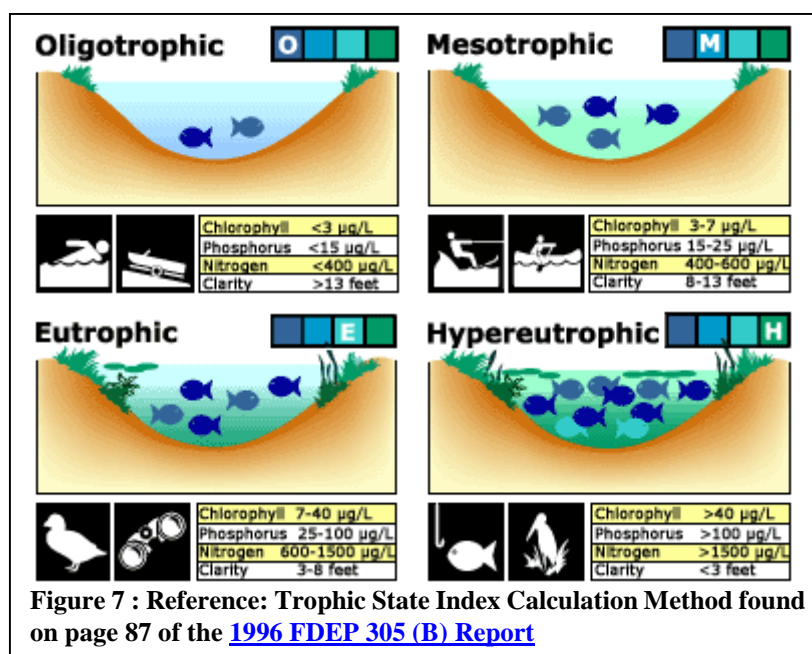 Oligotrophic O
Chlorophyll <3 µg/L
Phosphorus <15 µg/L
Nitrogen <400 µg/L
Clarity >13 feet
Mesotrophic M
Chlorophyll 3-7 µg/L
Phosphorus 15-25 µg/L
Nitrogen 400-600 µg/L
Clarity 8-13 feet
Eutrophic E
Chlorophyll 7-40 µg/L
Phosphorus 25-100 µg/L
Nitrogen 600-1500 µg/L
Clarity 3-8 feet
Hypereutrophic H
Chlorophyll >40 µg/L
Phosphorus >100 µg/L
Nitrogen >1500 µg/L
Clarity <3 feet
Figure 7 : Reference: Trophic State Index Calculation Method found
on page 87 of the 1996 FDEP 305 (B) Report